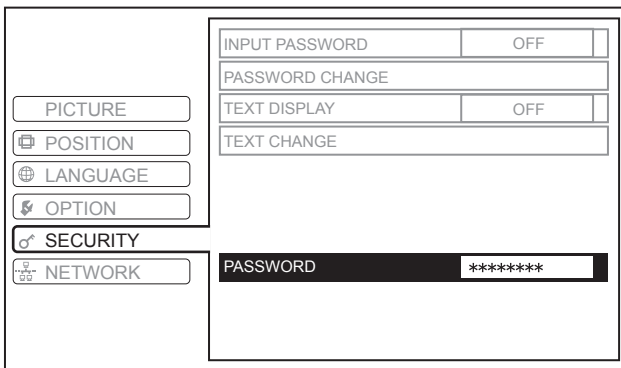 PICTURE
POSITION
LANGUAGE
OPTION
SECURITY
NETWORK
INPUT PASSWORD OFF
PASSWORD CHANGE
TEXT DISPLAY OFF
TEXT CHANGE
PASSWORD ********